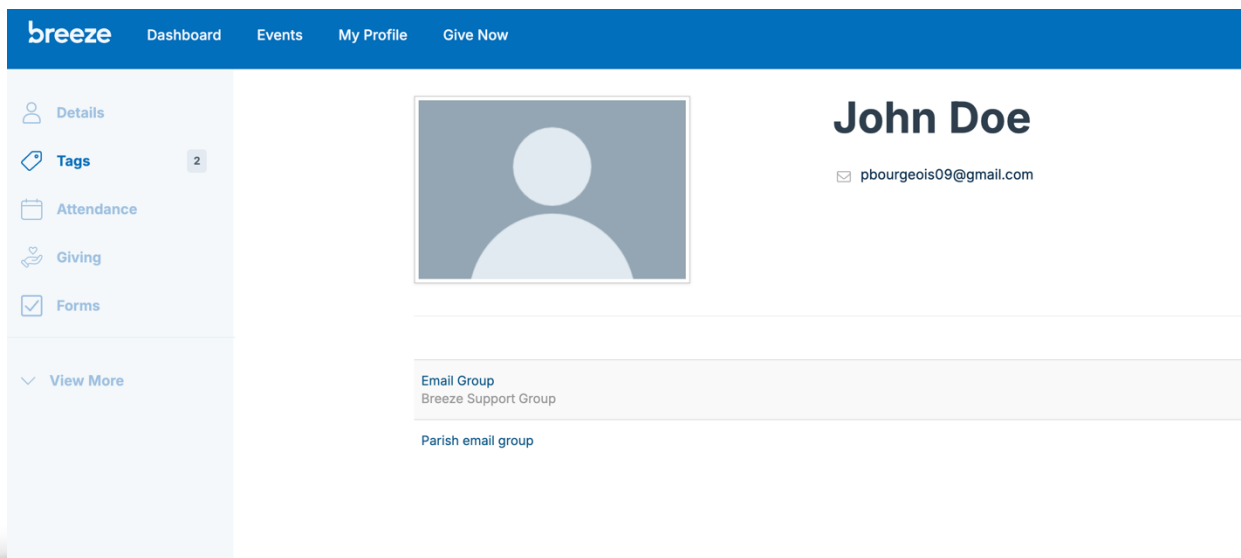 breeze Dashboard Events My Profile Give Now
Details
Tags 2
Attendance
Giving
Forms
View More
John Doe
pbourgeois09@gmail.com
Email Group
Breeze Support Group
Parish email group